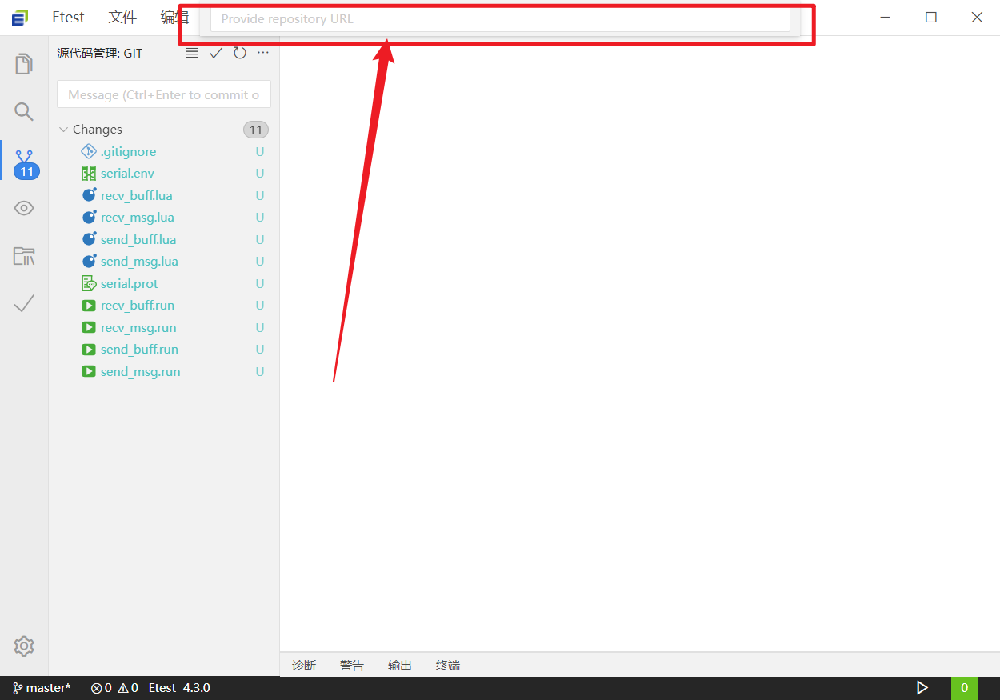 Etest 文件 编辑
Provide repository URL
源代码管理: GIT
Message (Ctrl+Enter to commit o
Changes 11
.gitignore U
serial.env U
11
recv_buff.lua U
recv_msg.lua U
send_buff.lua U
send_msg.lua U
serial.prot U
recv_buff.run U
recv_msg.run U
send_buff.run U
send_msg.run U
诊断 警告 输出 终端
master* 0 0 Etest 4.3.0 0